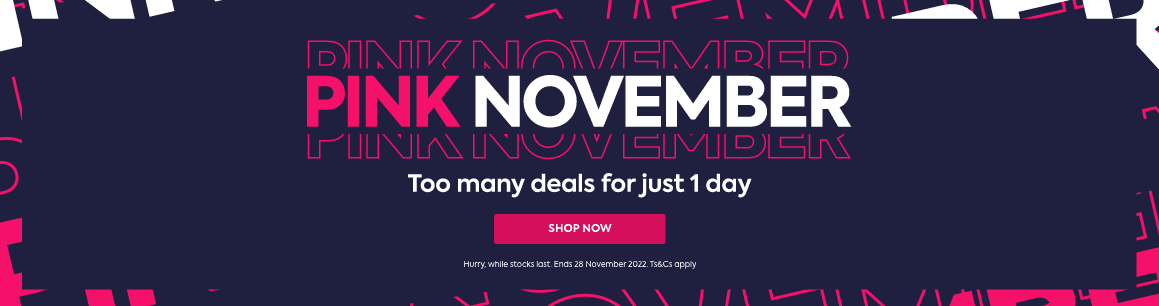 PINK NOVEMBER
PINK NOVEMBER
PINK NOVEMBER
Too many deals for just 1 day
SHOP NOW
Hurry, while stocks last. Ends 28 November 2022. Ts&Cs apply